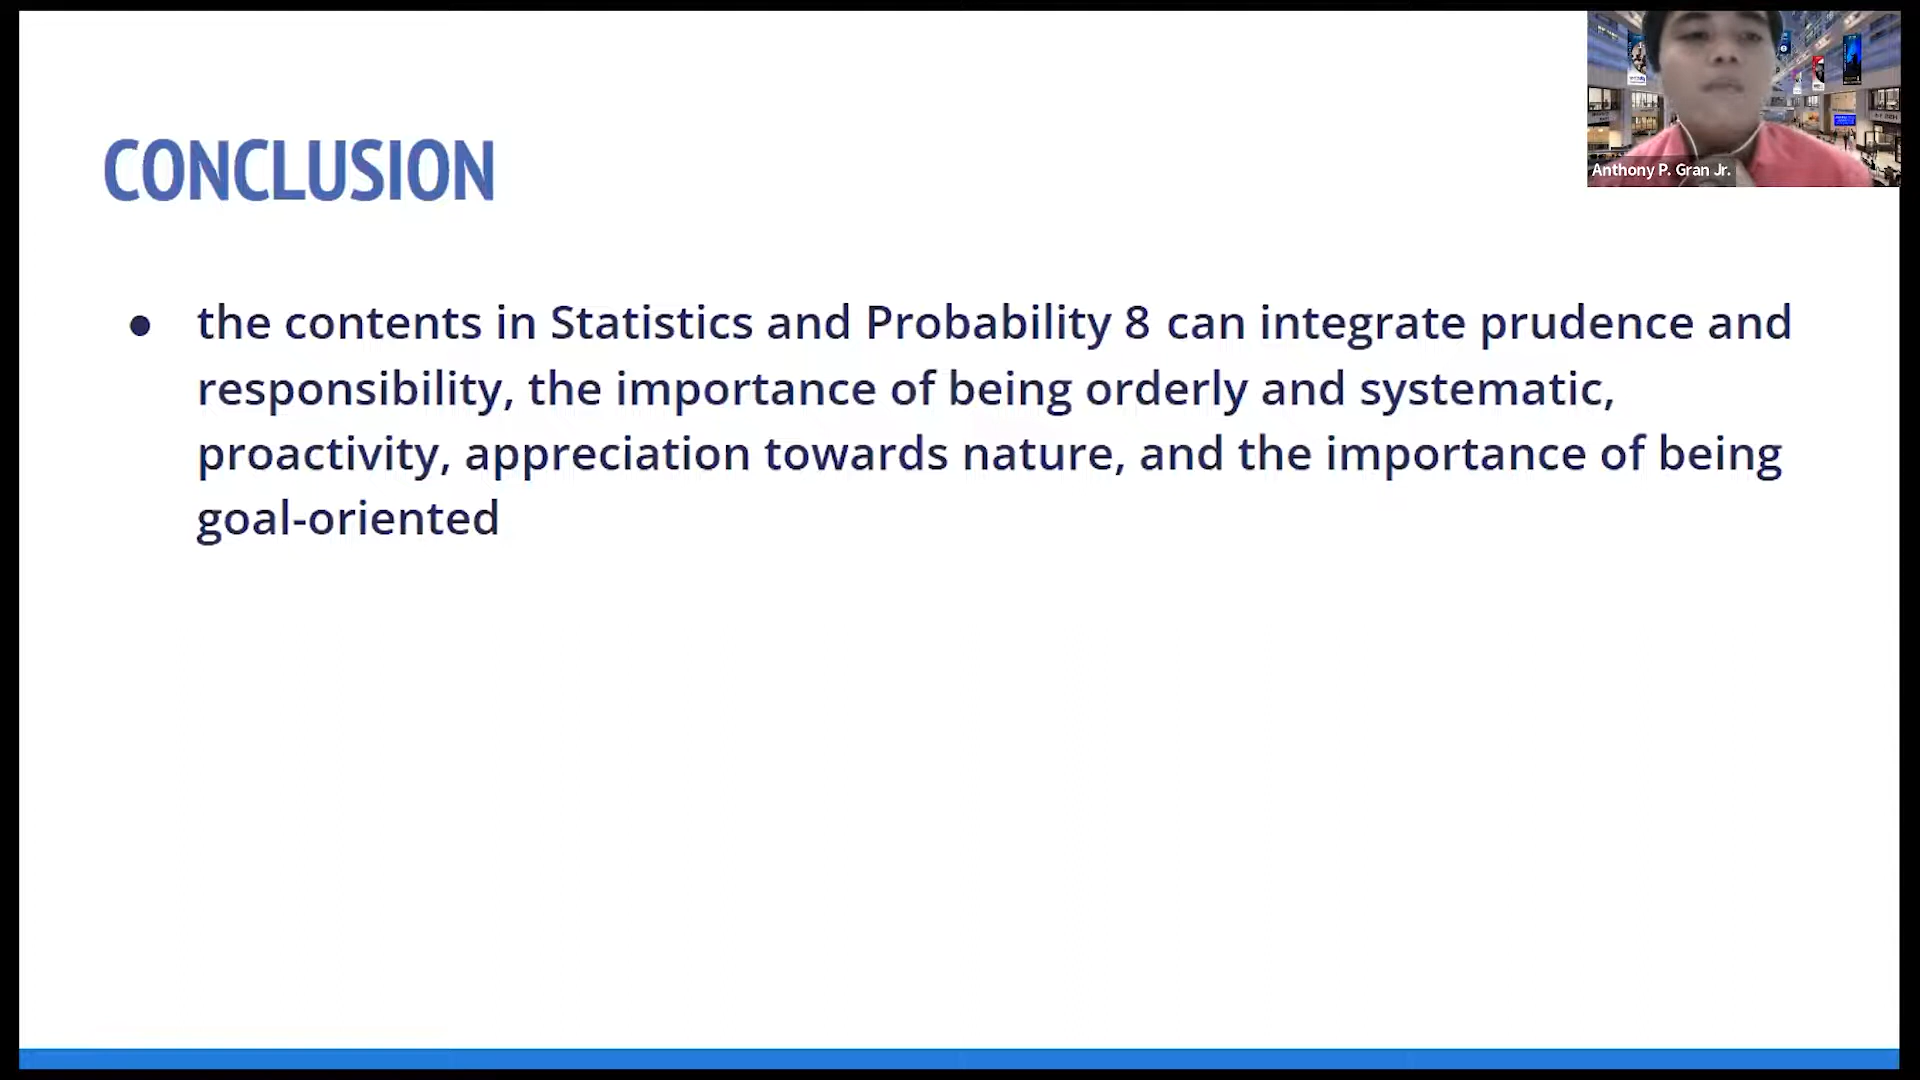 CONCLUSION
Anthony P. Gran Jr.
● the contents in Statistics and Probability 8 can integrate prudence and
responsibility, the importance of being orderly and systematic,
proactivity, appreciation towards nature, and the importance of being
goal-oriented